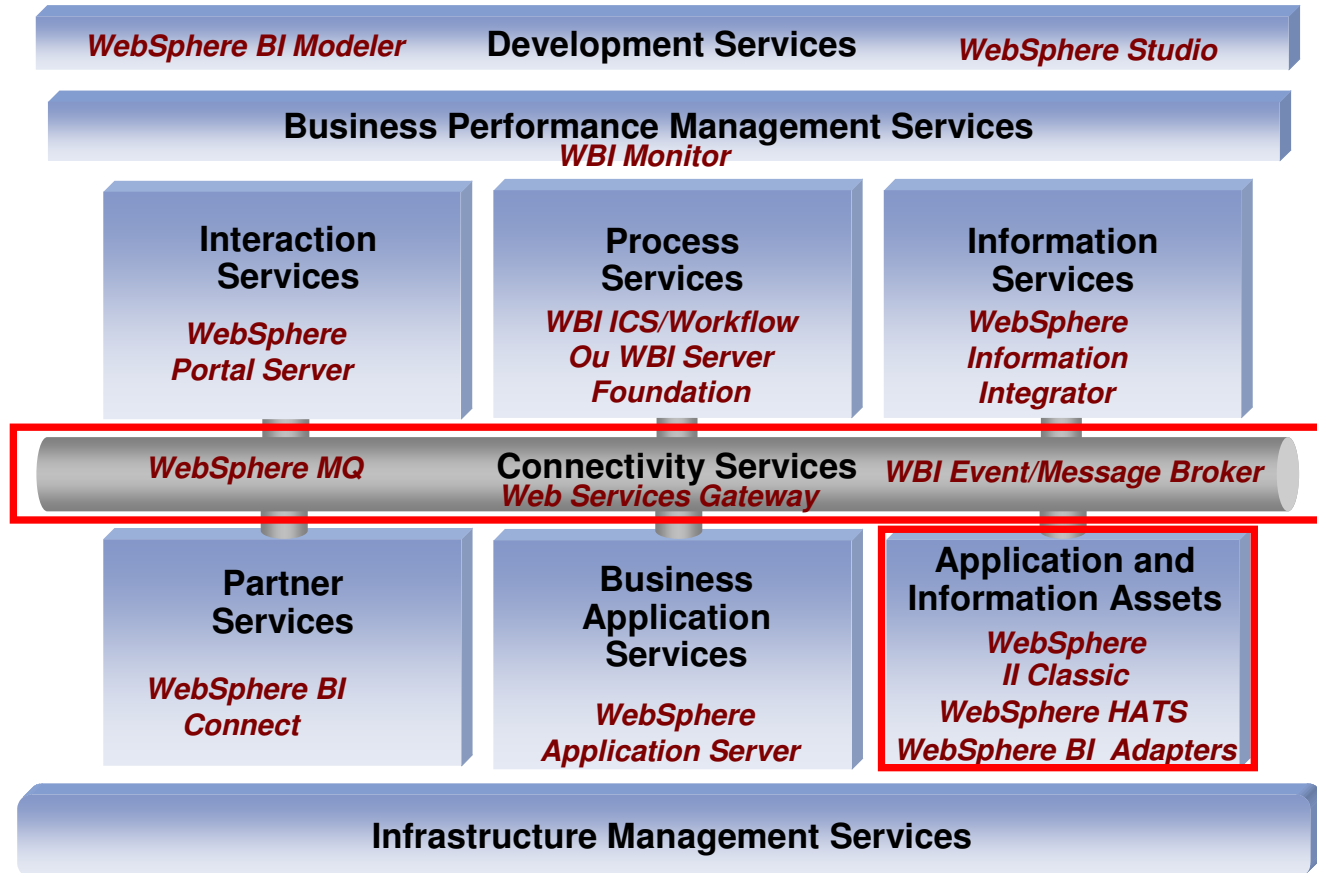 WebSphere BI Modeler Development Services WebSphere Studio
Business Performance Management Services
WBI Monitor
Interaction
Services
WebSphere
Portal Server
Process
Services
WBI ICS/Workflow
Ou WBI Server
Foundation
Information
Services
WebSphere
Information
Integrator
WebSphere MQ Connectivity Services WBI Event/Message Broker
Web Services Gateway
Partner
Services
WebSphere BI
Connect
Business
Application
Services
WebSphere
Application Server
Application and
Information Assets
WebSphere
II Classic
WebSphere HATS
WebSphere BI Adapters
Infrastructure Management Services